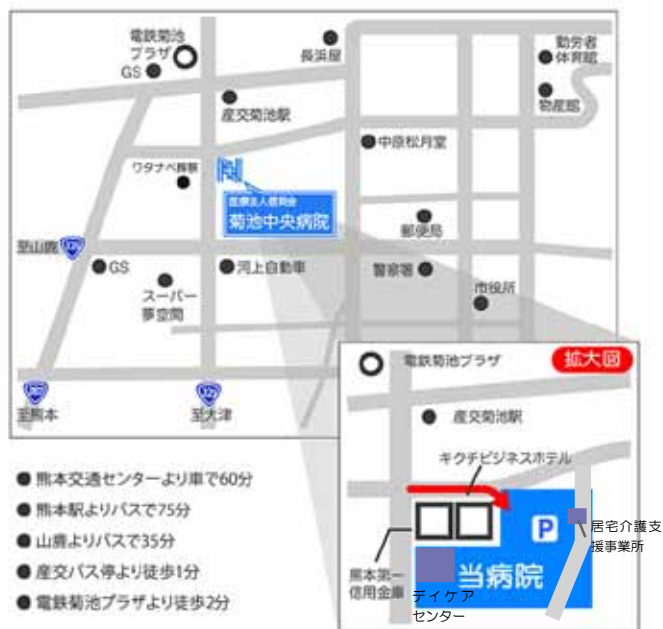 電鉄菊池
プラザ
GS
長浜屋
勤労者
体育館
産交菊池駅
物産館
中原松月堂
医療法人信岡会
菊池中央病院
郵便局
至山鹿
GS
河上自動車
警察署
スーパー
夢空間
市役所
至熊本
至大津
拡大図
電鉄菊池プラザ
産交菊池駅
キクチビジネスホテル
P
居宅介護支
援事業所
熊本第一
信用金庫
当病院
デイケア
センター
● 熊本交通センターより車で60分
● 熊本駅よりバスで75分
● 山鹿よりバスで35分
● 産交バス停より徒歩1分
● 電鉄菊池プラザより徒歩2分